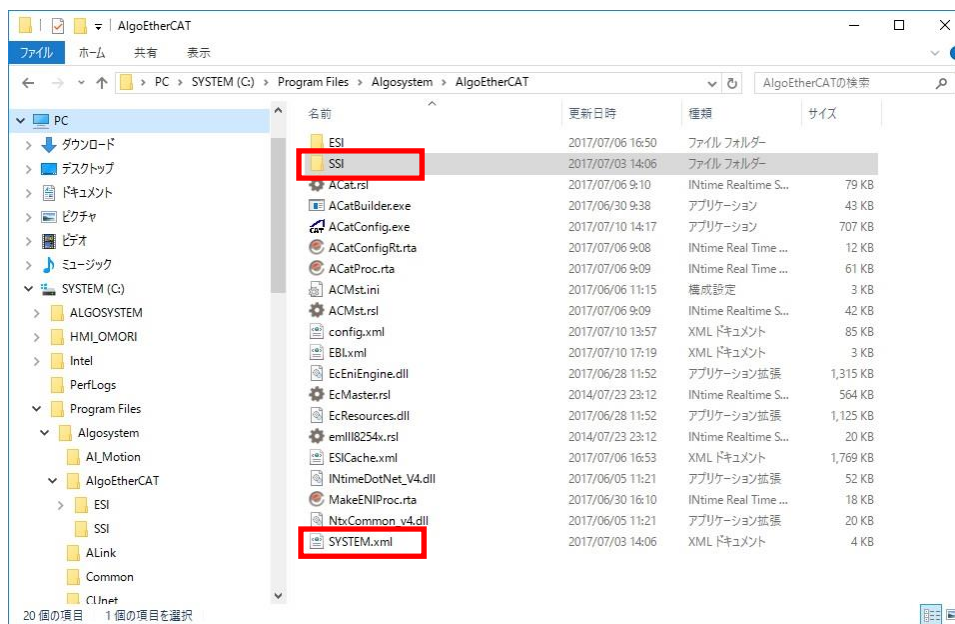 AlgoEtherCAT
ファイル ホーム 共有 表示
PC > SYSTEM (C:) > Program Files > Algosystem > AlgoEtherCAT
AlgoEtherCATの検索
PC
ダウンロード
デスクトップ
ドキュメント
ピクチャ
ビデオ
ミュージック
SYSTEM (C:)
ALGOSYSTEM
HMI_OMORI
Intel
PerfLogs
Program Files
Algosystem
AI_Motion
AlgoEtherCAT
ESI
SSI
ALink
Common
CUnet
名前 更新日時 種類 サイズ
ESI 2017/07/06 16:50 ファイル フォルダー
SSI 2017/07/03 14:06 ファイル フォルダー
ACat.rsl 2017/07/06 9:10 INtime Realtime S... 79 KB
ACatBuilder.exe 2017/06/30 9:38 アプリケーション 43 KB
ACatConfig.exe 2017/07/10 14:17 アプリケーション 707 KB
ACatConfigRt.rta 2017/07/06 9:08 INtime Real Time ... 12 KB
ACatProc.rta 2017/07/06 9:09 INtime Real Time ... 61 KB
ACMst.ini 2017/06/06 11:15 構成設定 3 KB
ACMst.rsl 2017/07/06 9:09 INtime Realtime S... 42 KB
config.xml 2017/07/10 13:57 XML ドキュメント 85 KB
EBI.xml 2017/07/10 17:19 XML ドキュメント 3 KB
EcEniEngine.dll 2017/06/28 11:52 アプリケーション拡張 1,315 KB
EcMaster.rsl 2014/07/23 23:12 INtime Realtime S... 564 KB
EcResources.dll 2017/06/28 11:52 アプリケーション拡張 1,125 KB
emlII8254x.rsl 2014/07/23 23:12 INtime Realtime S... 20 KB
ESICache.xml 2017/07/06 16:53 XML ドキュメント 1,769 KB
INtimeDotNet_V4.dll 2017/06/05 11:21 アプリケーション拡張 52 KB
MakeENIProc.rta 2017/06/30 16:10 INtime Real Time ... 18 KB
NtxCommon_v4.dll 2017/06/05 11:21 アプリケーション拡張 20 KB
SYSTEM.xml 2017/07/03 14:06 XML ドキュメント 4 KB
20 個の項目 1 個の項目を選択